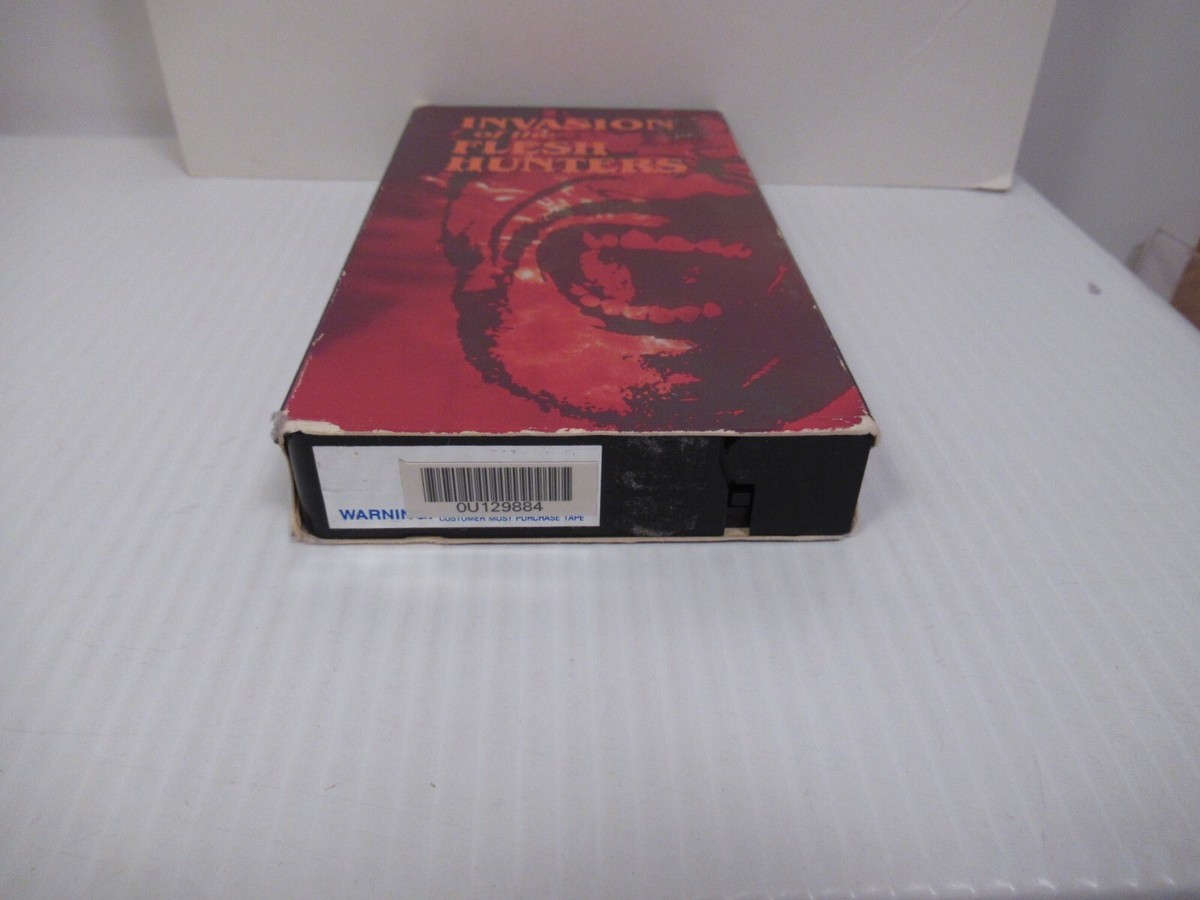 INVASION
of the
FLESH
HUNTERS
0U129884
WARNIN CUSTOMER MUST PURCHASE TAPE